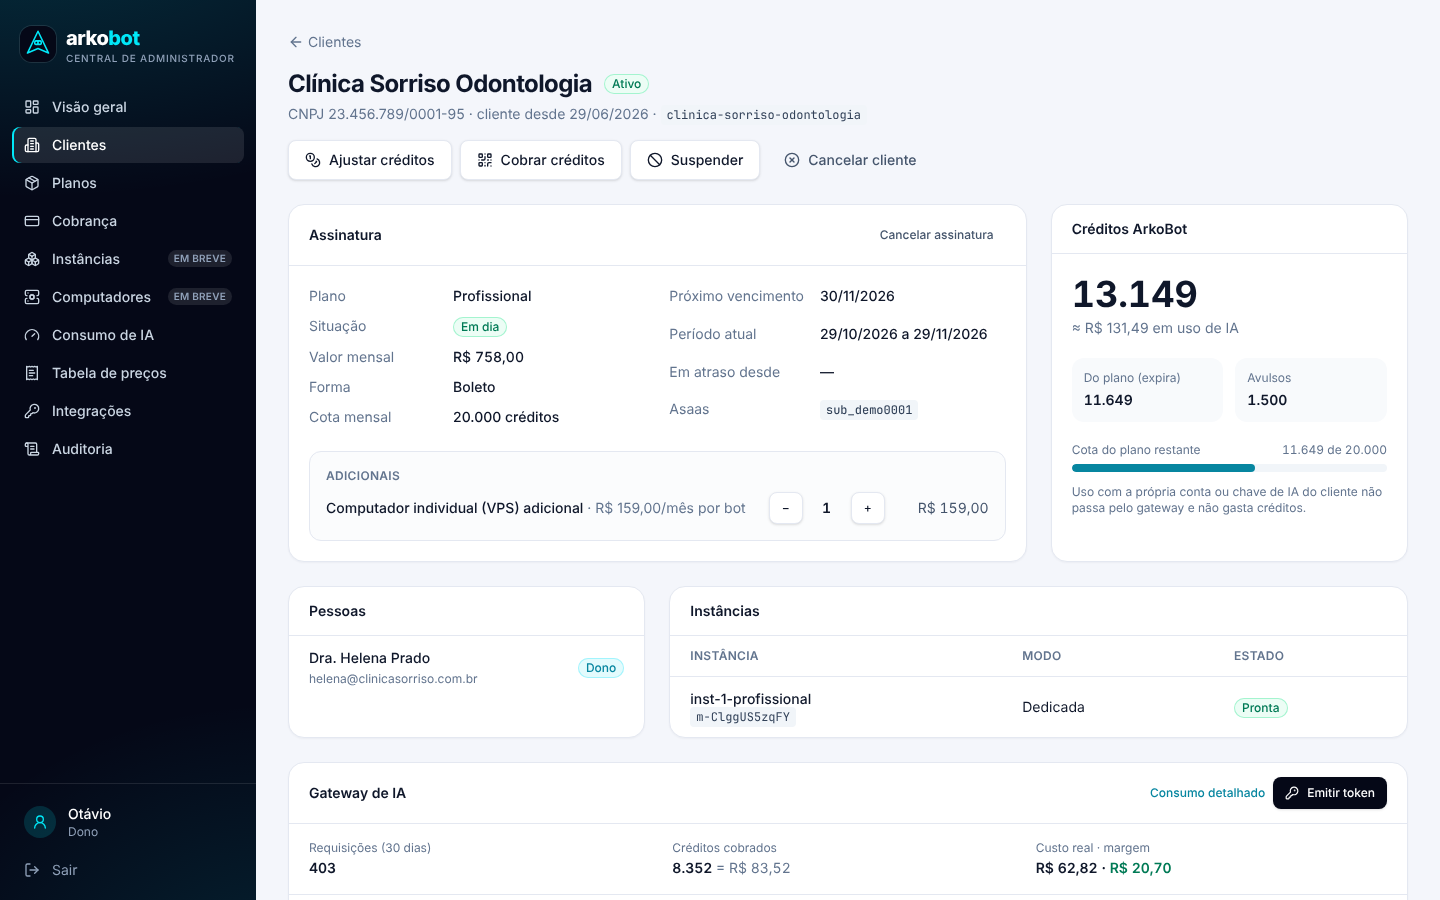 arkobot
CENTRAL DE ADMINISTRADOR
Visão geral
Clientes
Planos
Cobrança
Instâncias EM BREVE
Computadores EM BREVE
Consumo de IA
Tabela de preços
Integrações
Auditoria
Otávio
Dono
Sair
← Clientes
Clínica Sorriso Odontologia Ativo
CNPJ 23.456.789/0001-95 · cliente desde 29/06/2026 · clinica-sorriso-odontologia
Ajustar créditos Cobrar créditos Suspender Cancelar cliente
Assinatura Cancelar assinatura
Plano Profissional
Situação Em dia
Valor mensal R$ 758,00
Forma Boleto
Cota mensal 20.000 créditos
Próximo vencimento 30/11/2026
Período atual 29/10/2026 a 29/11/2026
Em atraso desde —
Asaas sub_demo0001
ADICIONAIS
Computador individual (VPS) adicional · R$ 159,00/mês por bot − 1 + R$ 159,00
Créditos ArkoBot
13.149
≈ R$ 131,49 em uso de IA
Do plano (expira)
11.649
Avulsos
1.500
Cota do plano restante 11.649 de 20.000
Uso com a própria conta ou chave de IA do cliente não
passa pelo gateway e não gasta créditos.
Pessoas
Dra. Helena Prado
helena@clinicasorriso.com.br
Dono
Instâncias
INSTÂNCIA MODO ESTADO
inst-1-profissional
m-ClggUS5zqFY
Dedicada
Pronta
Gateway de IA Consumo detalhado Emitir token
Requisições (30 dias)
403
Créditos cobrados
8.352 = R$ 83,52
Custo real · margem
R$ 62,82 · R$ 20,70